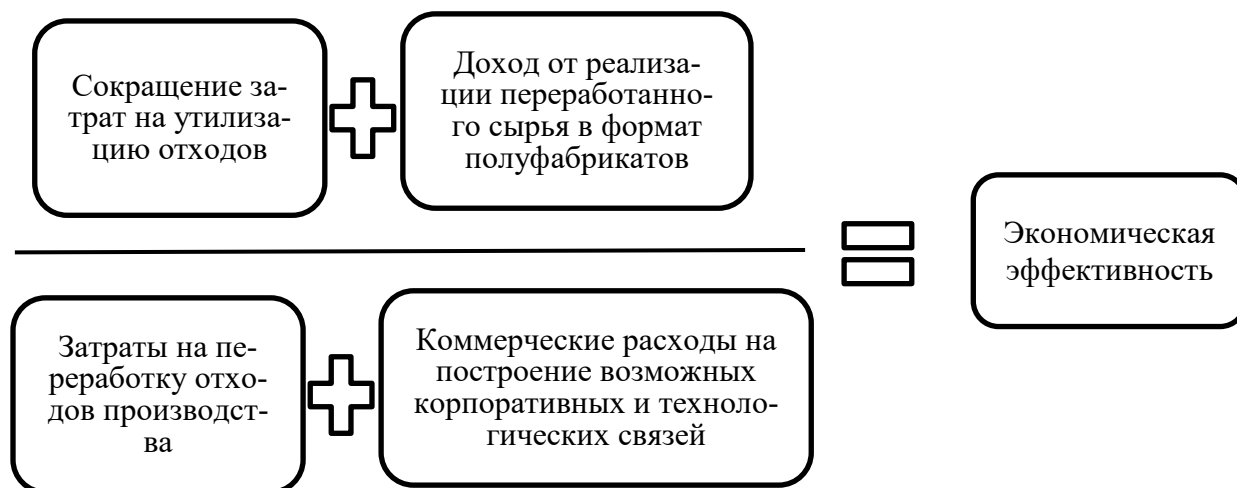 Сокращение за-
трат на утилиза-
цию отходов
Доход от реализа-
ции переработанно-
го сырья в формат
полуфабрикатов
Экономическая
эффективность
Затраты на пе-
реработку отхо-
дов производст-
ва
Коммерческие расходы на
построение возможных
корпоративных и техноло-
гических связей